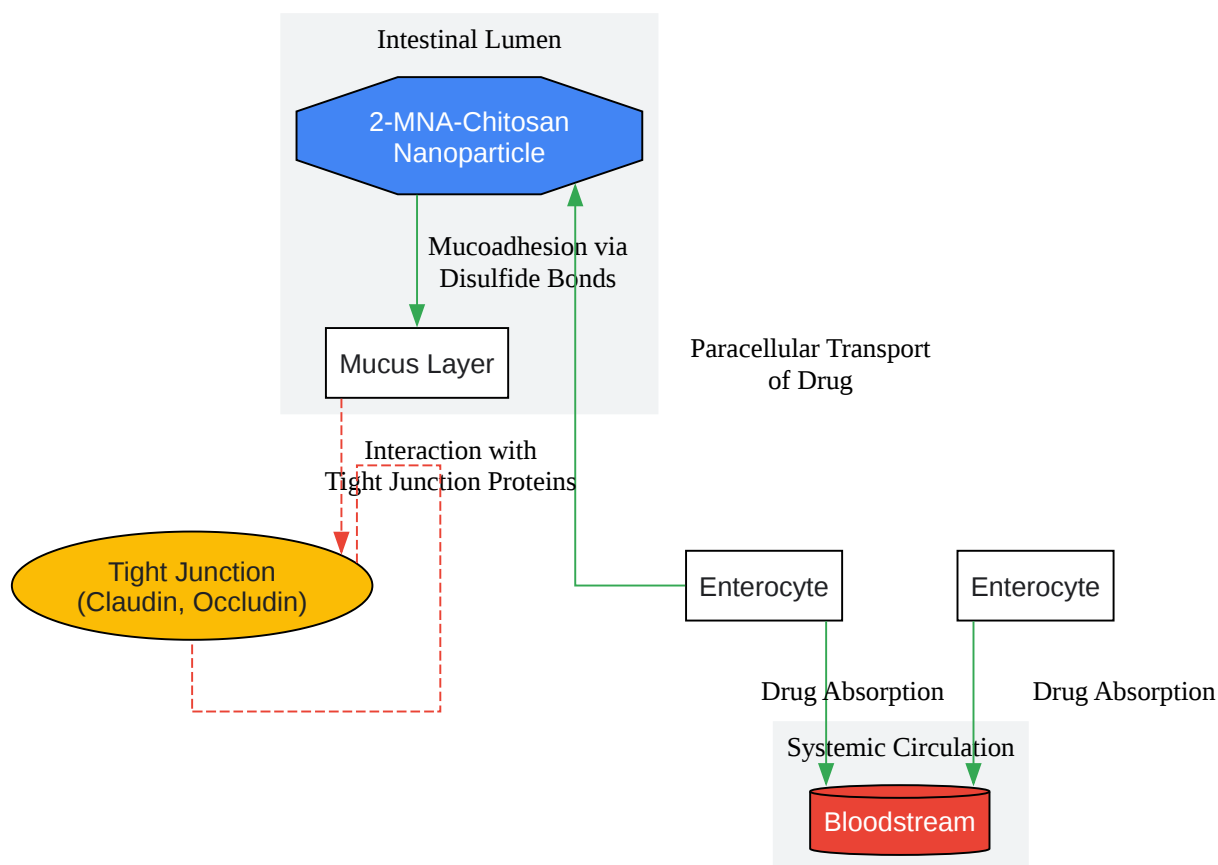 Intestinal Lumen
2-MNA-Chitosan
Nanoparticle
Mucoadhesion via
Disulfide Bonds
Mucus Layer
Paracellular Transport
of Drug
Interaction with
Tight Junction Proteins
Tight Junction
(Claudin, Occludin)
Enterocyte
Enterocyte
Drug Absorption
Drug Absorption
Systemic Circulation
Bloodstream